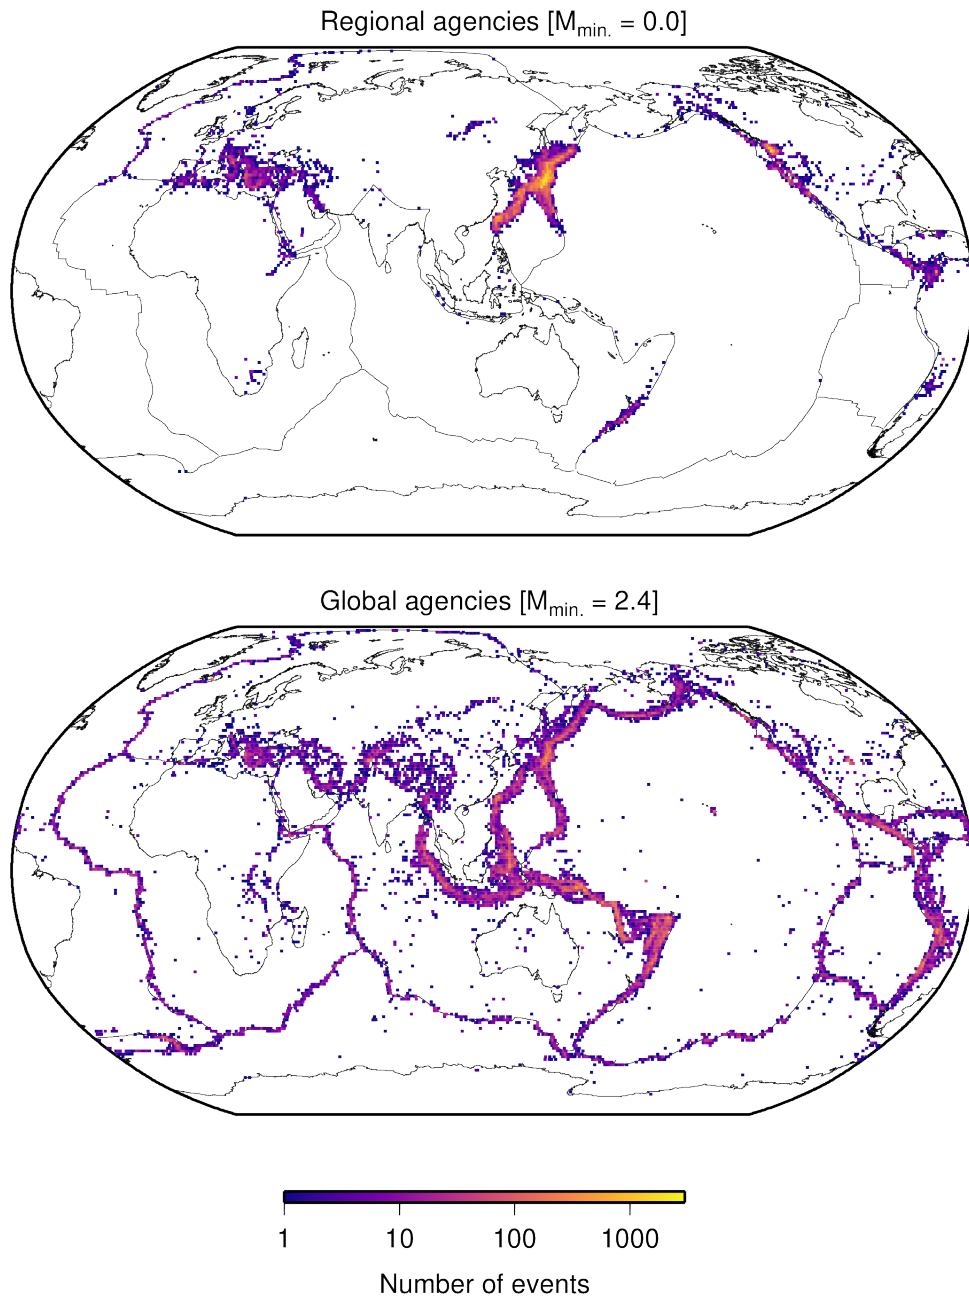 Regional agencies [Mmin. = 0.0]
Global agencies [Mmin. = 2.4]
1 10 100 1000
Number of events